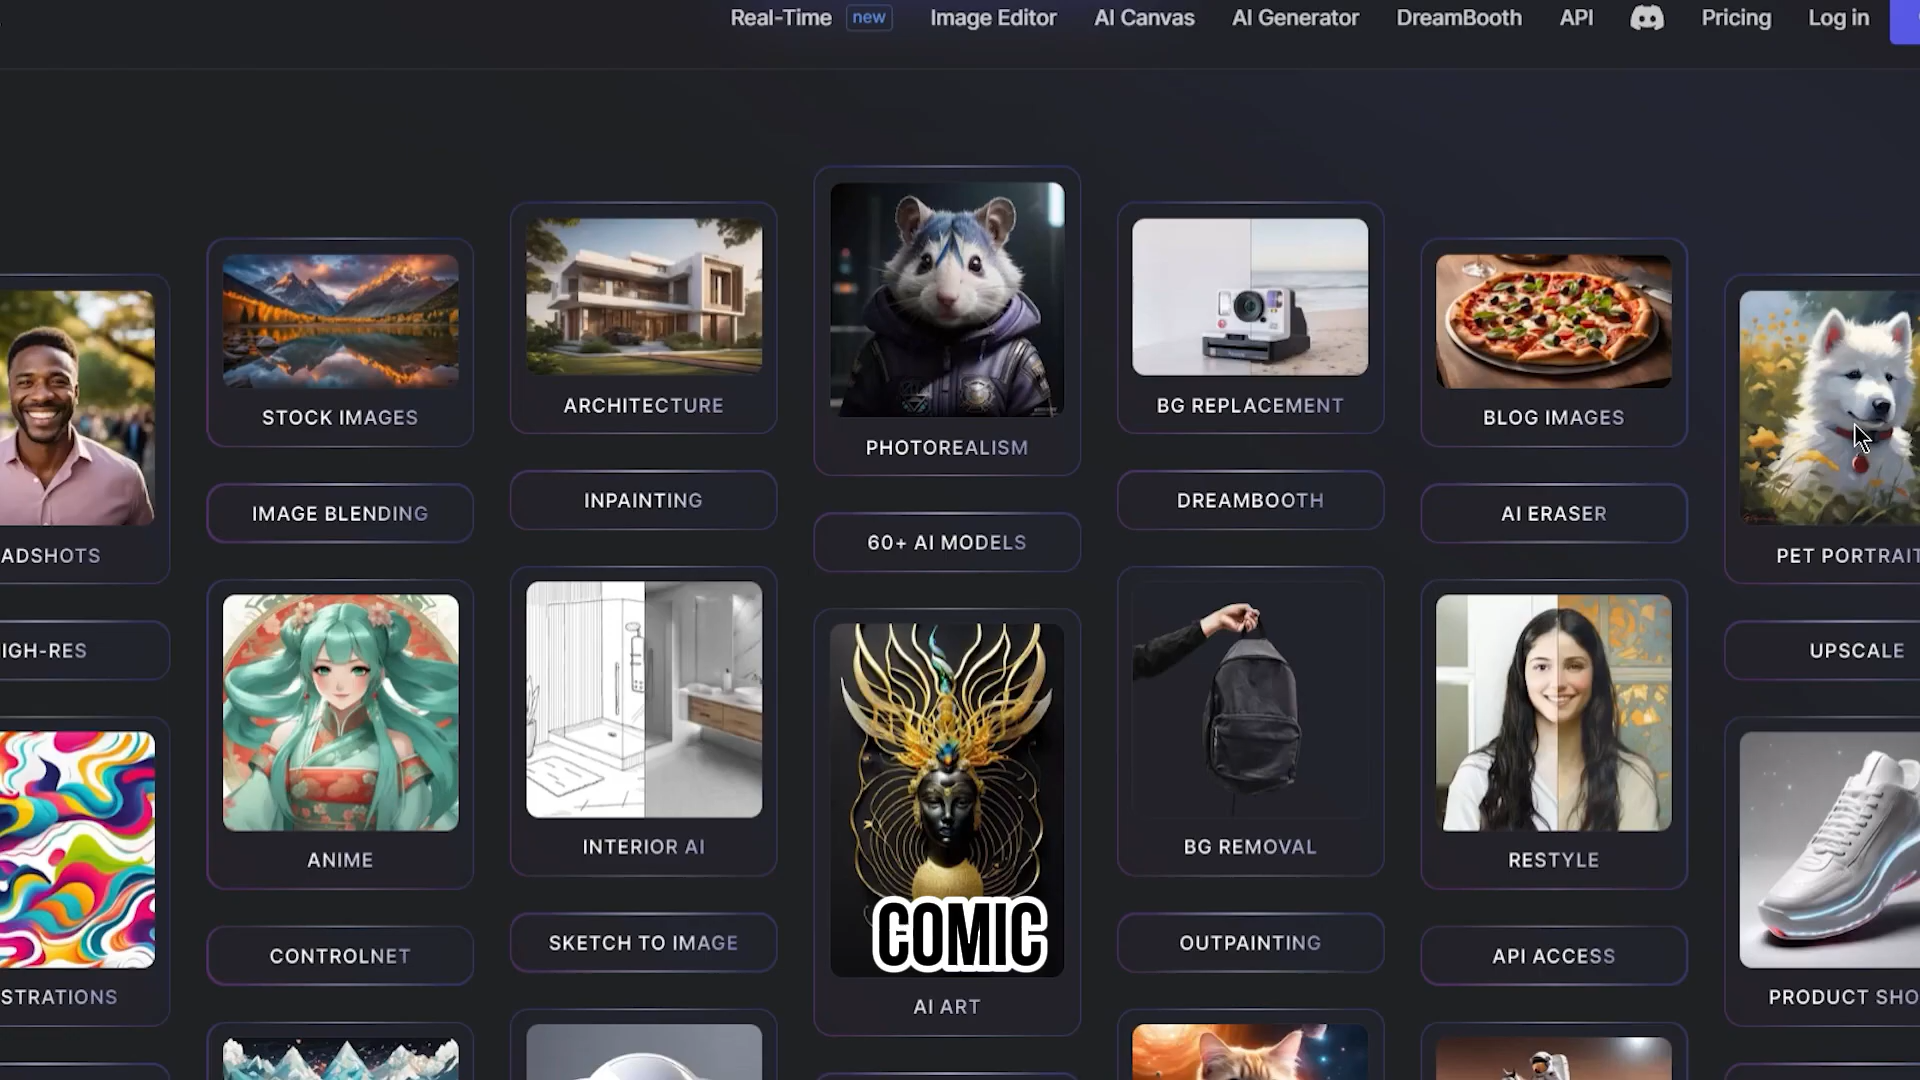 Real-Time new Image Editor AI Canvas AI Generator DreamBooth API Pricing Log in
STOCK IMAGES
ARCHITECTURE
PHOTOREALISM
BG REPLACEMENT
BLOG IMAGES
ADSHOTS
IMAGE BLENDING
INPAINTING
60+ AI MODELS
DREAMBOOTH
AI ERASER
PET PORTRAIT
IGH-RES
UPSCALE
ANIME
INTERIOR AI
COMIC
AI ART
BG REMOVAL
RESTYLE
STRATIONS
CONTROLNET
SKETCH TO IMAGE
OUTPAINTING
API ACCESS
PRODUCT SHO